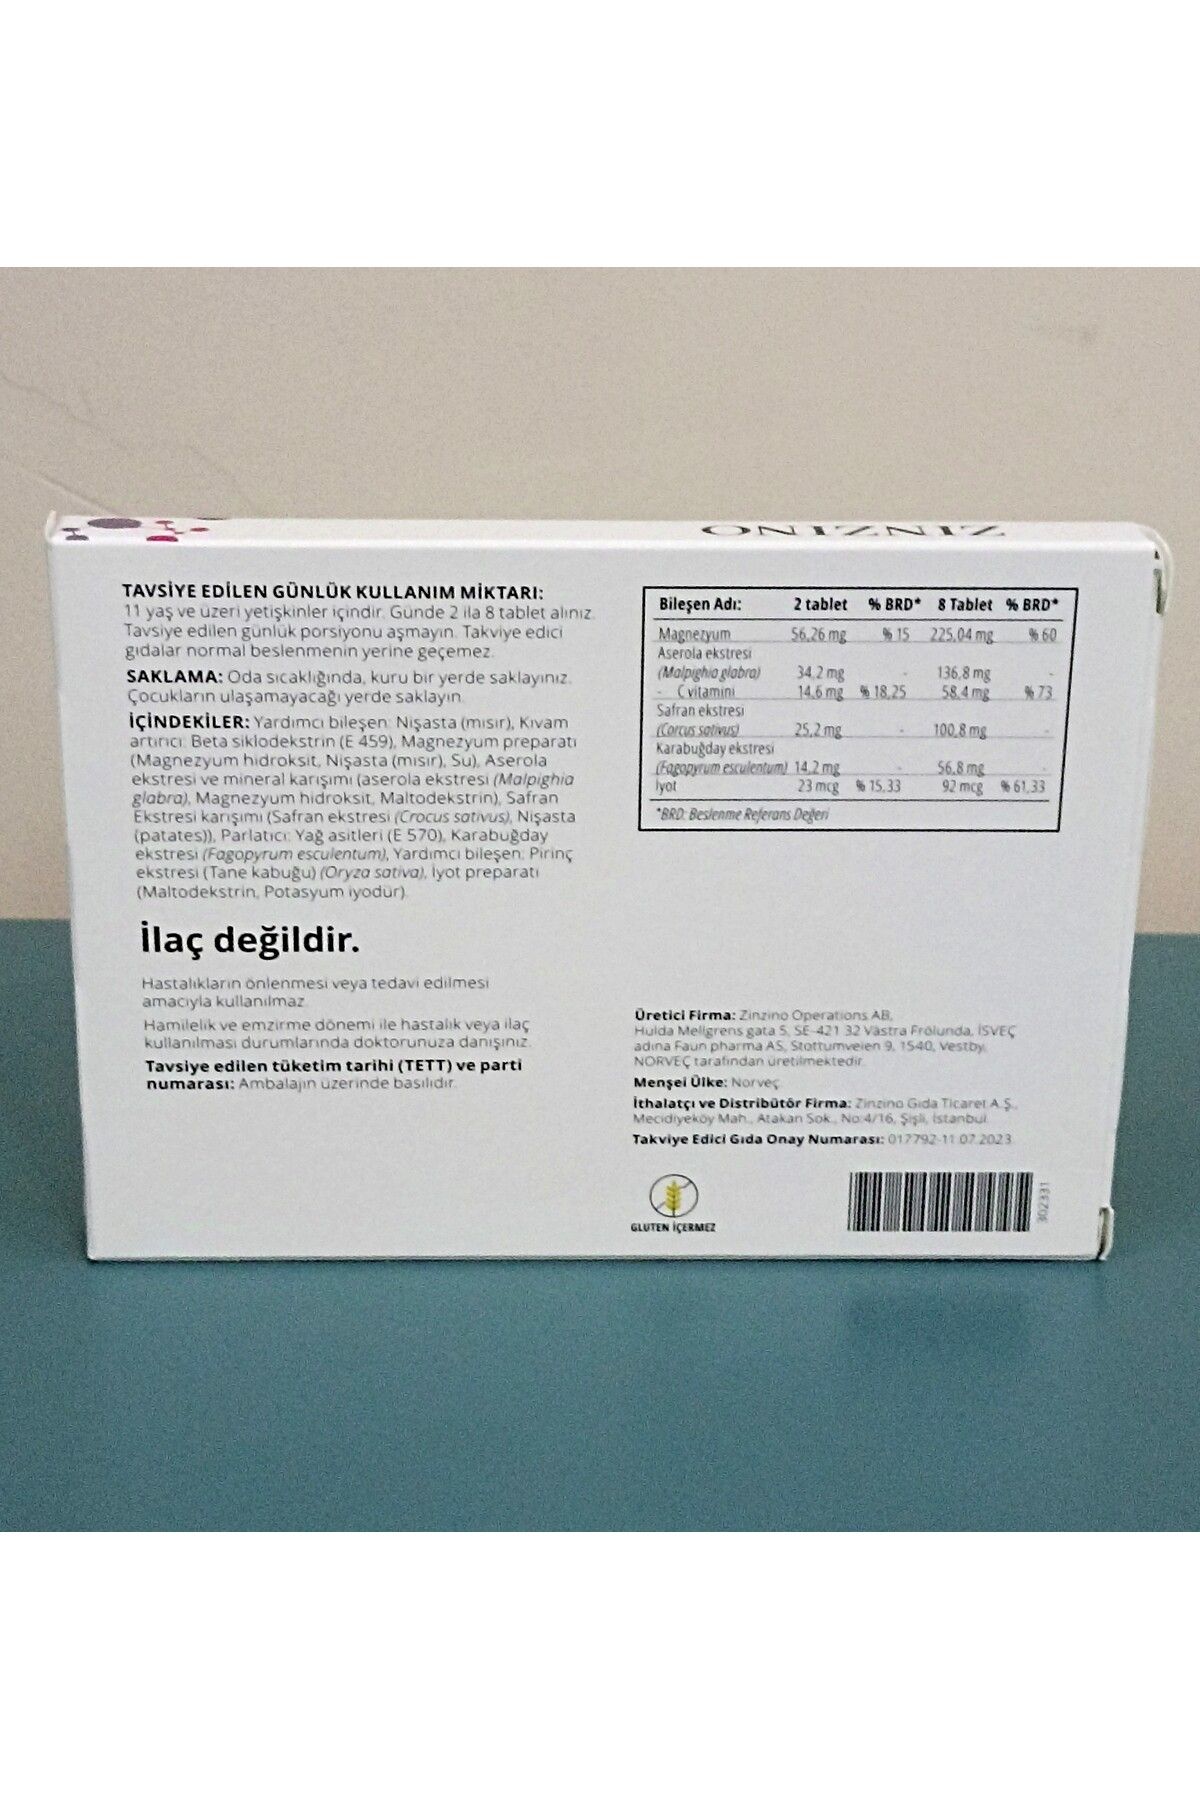 ZINZINO
TAVSİYE EDİLEN GÜNLÜK KULLANIM MİKTARI:
11 yaş ve üzeri yetişkinler içindir. Günde 2 ila 8 tablet alınız.
Tavsiye edilen günlük porsiyonu aşmayın. Takviye edici
gıdalar normal beslenmenin yerine geçemez.
SAKLAMA: Oda sıcaklığında, kuru bir yerde saklayınız.
Çocukların ulaşamayacağı yerde saklayın.
İÇİNDEKİLER: Yardımcı bileşen: Nişasta (mısır), Kıvam
artırıcı: Beta siklodekstrin (E 459), Magnezyum preparatı
(Magnezyum hidroksit, Nişasta (mısır), Su), Aserola
ekstresi ve mineral karışımı (aserola ekstresi (Malpighia
glabra), Magnezyum hidroksit, Maltodekstrin), Safran
Ekstresi karışımı (Safran ekstresi (Crocus sativus), Nişasta
(patates)), Parlatıcı: Yağ asitleri (E 570), Karabuğday
ekstresi (Fagopyrum esculentum), Yardımcı bileşen: Pirinç
ekstresi (Tane kabuğu) (Oryza sativa), İyot preparatı
(Maltodekstrin, Potasyum iyodür).
İlaç değildir.
Hastalıkların önlenmesi veya tedavi edilmesi
amacıyla kullanılmaz.
Hamilelik ve emzirme dönemi ile hastalık veya ilaç
kullanılması durumlarında doktorunuza danışınız.
Tavsiye edilen tüketim tarihi (TETT) ve parti
numarası: Ambalajın üzerinde basılıdır.
Bileşen Adı: 2 tablet % BRD* 8 Tablet % BRD*
Magnezyum 56,26 mg % 15 225,04 mg % 60
Aserola ekstresi
(Malpighia glabra) 34,2 mg - 136,8 mg -
- C vitamini 14,6 mg % 18,25 58,4 mg % 73
Safran ekstresi
(Corcus sativus) 25,2 mg - 100,8 mg -
Karabuğday ekstresi
(Fagopyrum esculentum) 14,2 mg - 56,8 mg -
İyot 23 mcg % 15,33 92 mcg % 61,33
*BRD: Beslenme Referans Değeri
Üretici Firma: Zinzino Operations AB,
Hulda Mellgrens gata 5, SE-421 32 Västra Frölunda, İSVEÇ
adına Faun pharma AS, Stottumveien 9, 1540, Vestby,
NORVEÇ tarafından üretilmektedir.
Menşei Ülke: Norveç
İthalatçı ve Distribütör Firma: Zinzino Gıda Ticaret A.Ş.,
Mecidiyeköy Mah., Atakan Sok., No:4/16, Şişli, İstanbul
Takviye Edici Gıda Onay Numarası: 017792-11.07.2023
GLUTEN İÇERMEZ
302331